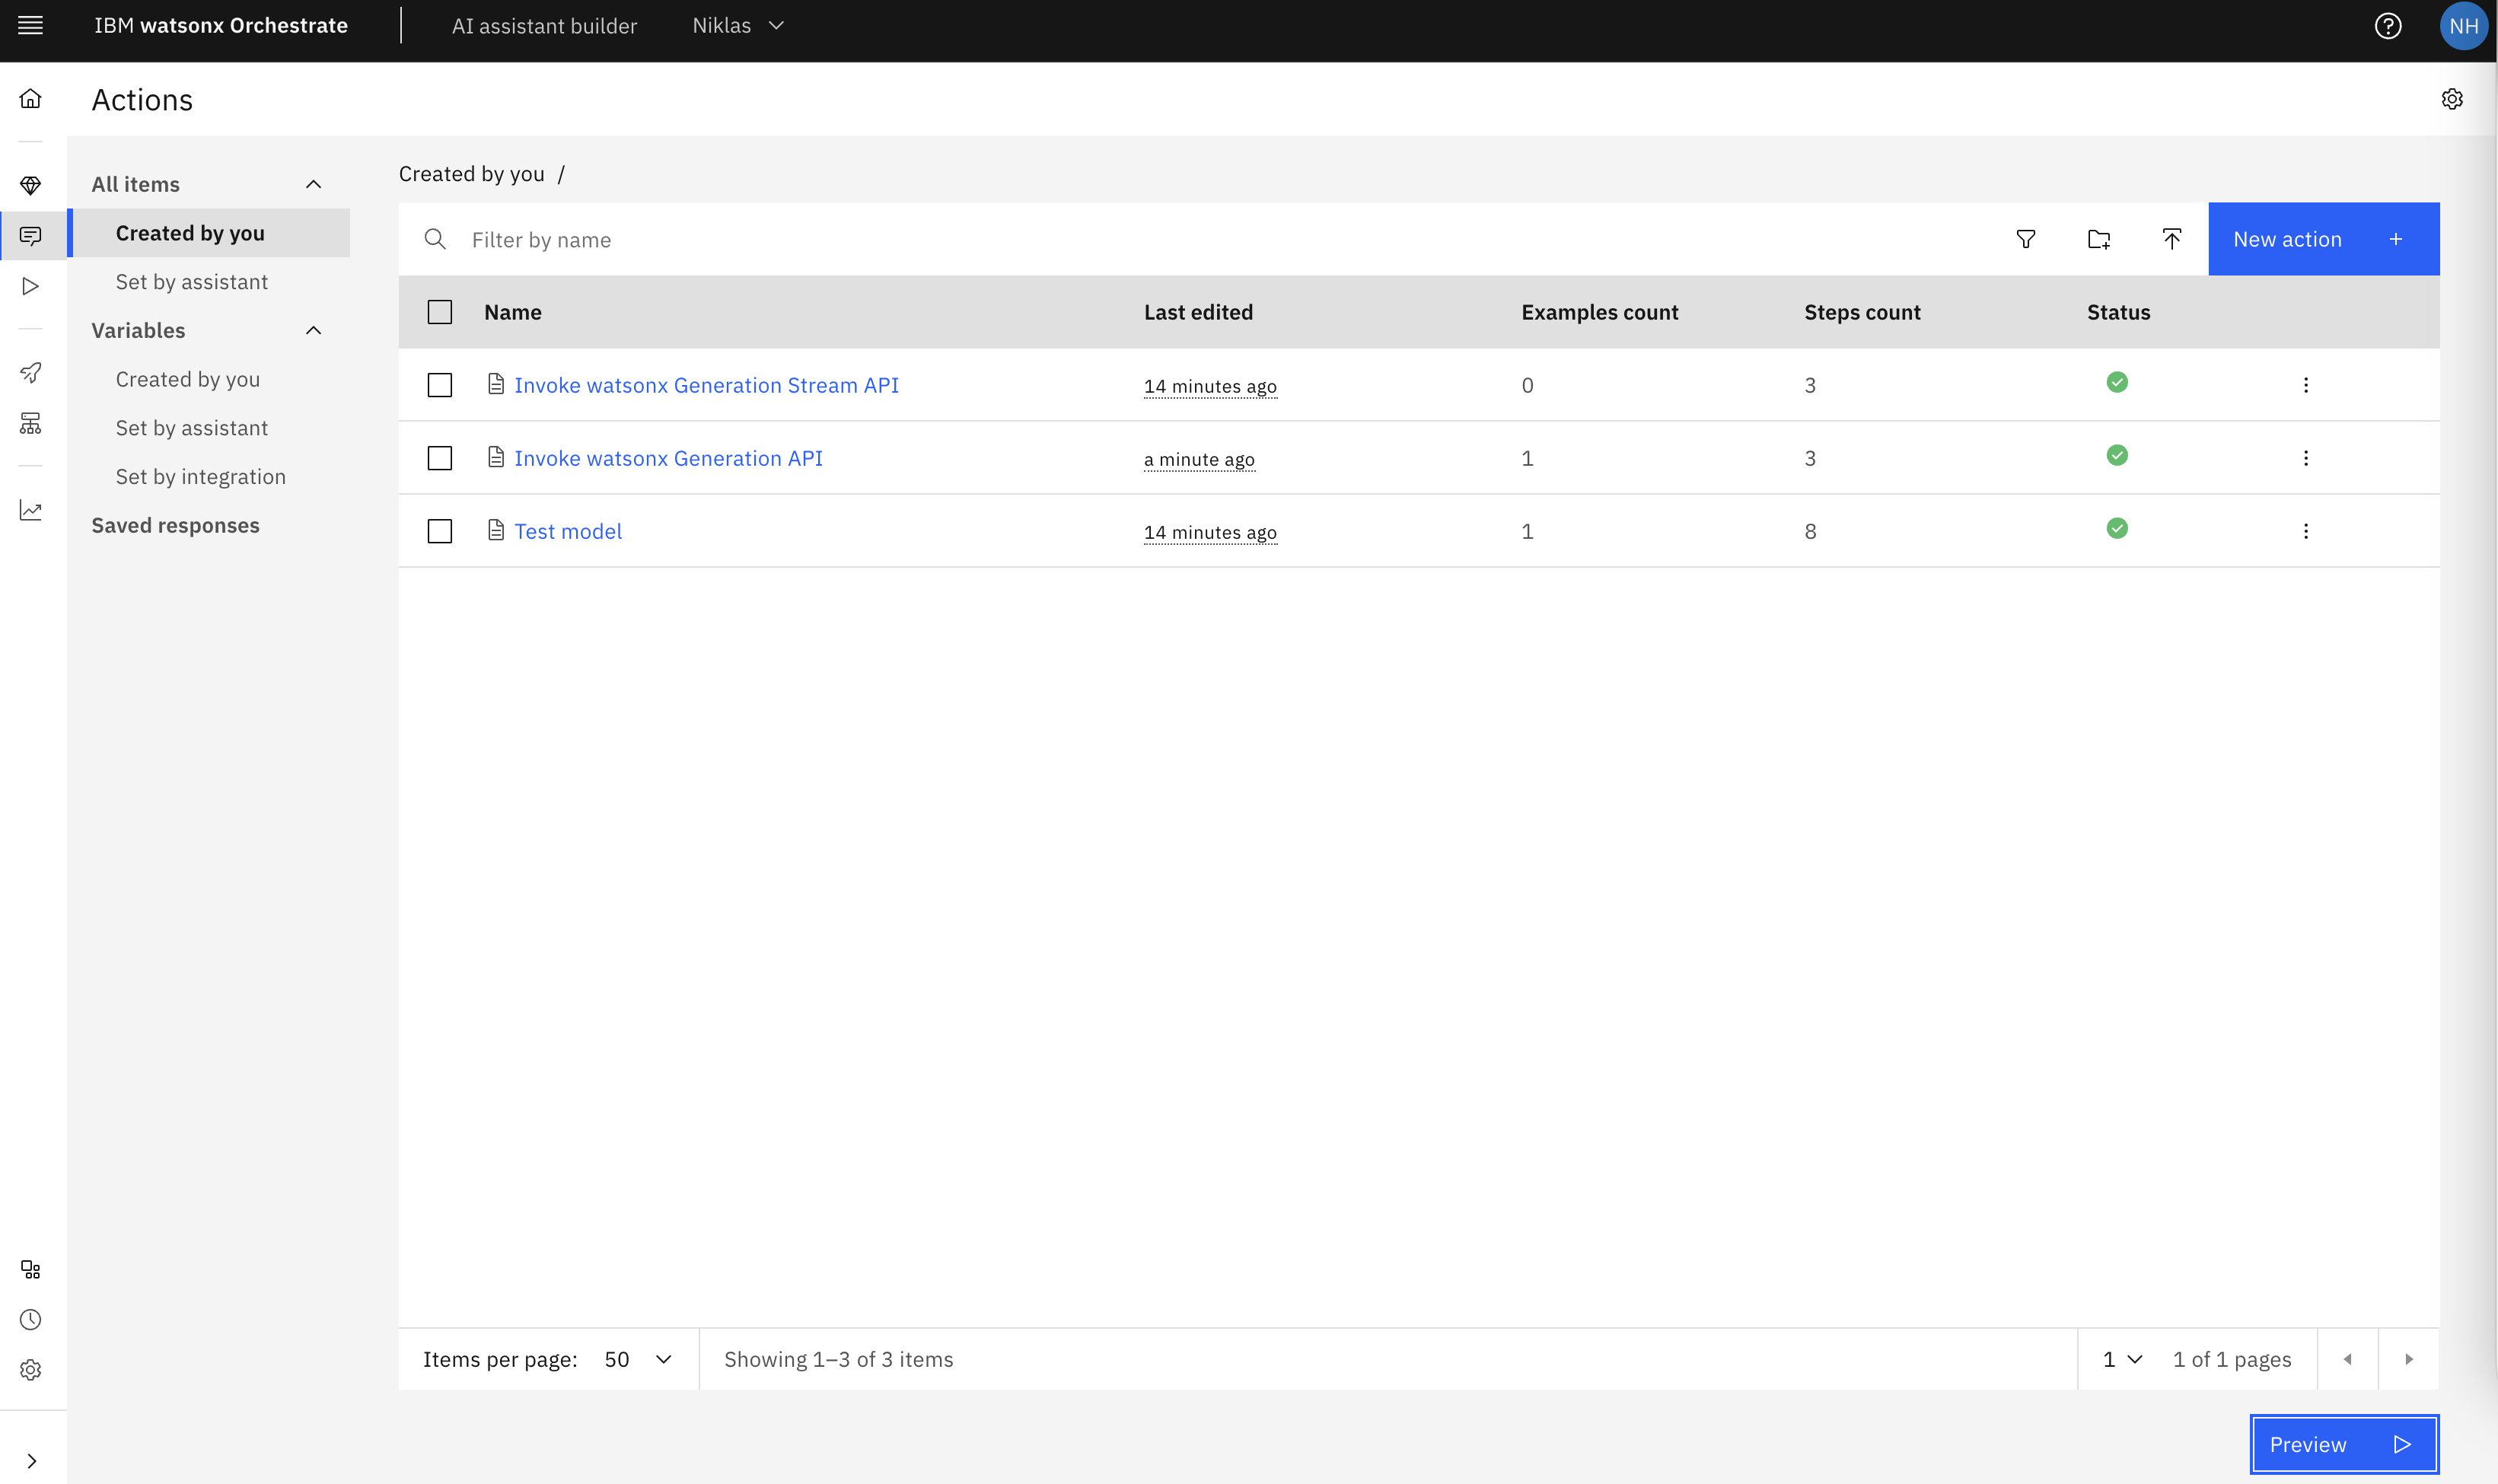 IBM watsonx Orchestrate
AI assistant builder
Niklas
NH
Actions
All items
Created by you
Set by assistant
Variables
Created by you
Set by assistant
Set by integration
Saved responses
Created by you /
Filter by name
New action +
Name Last edited Examples count Steps count Status
Invoke watsonx Generation Stream API 14 minutes ago 0 3
Invoke watsonx Generation API a minute ago 1 3
Test model 14 minutes ago 1 8
Items per page: 50 Showing 1–3 of 3 items 1 1 of 1 pages
Preview